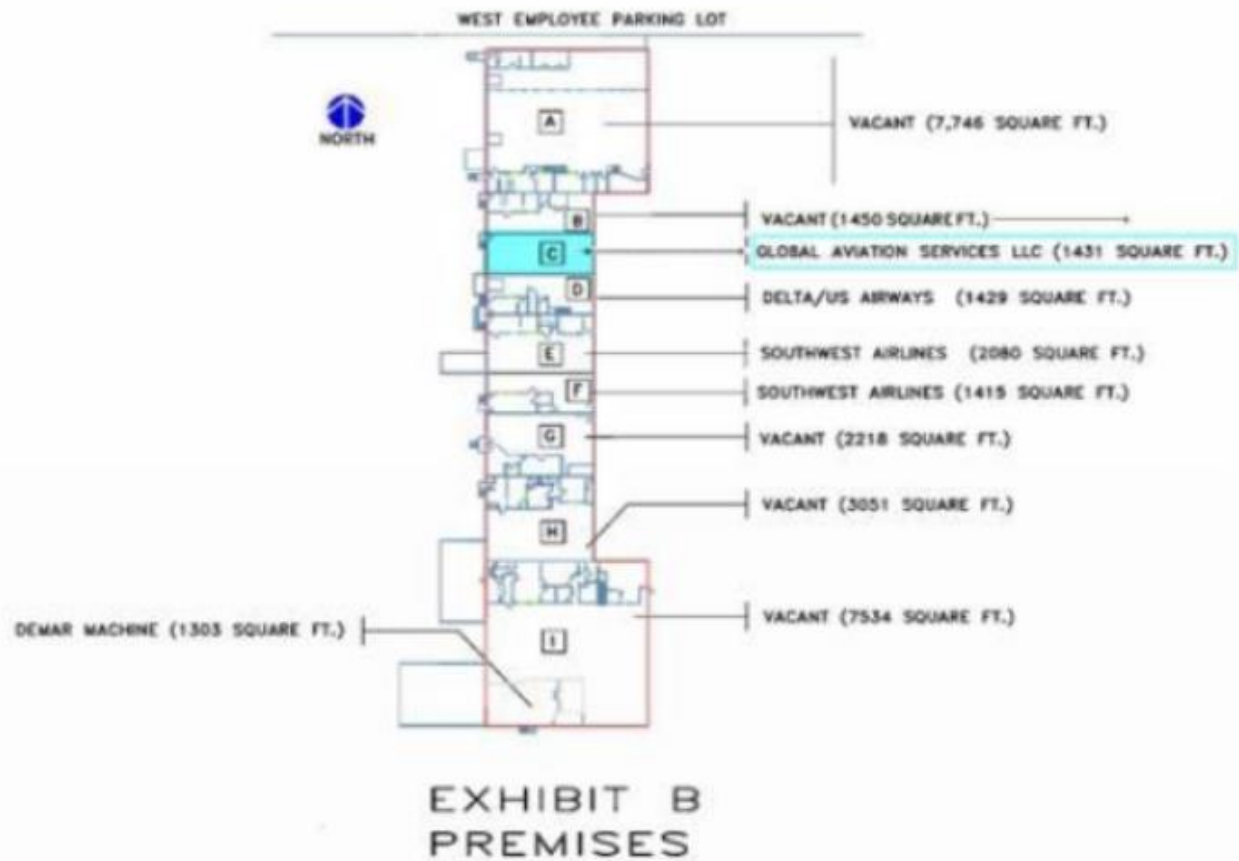 WEST EMPLOYEE PARKING LOT
NORTH
A
VACANT (7,746 SQUARE FT.)
B
VACANT (1450 SQUARE FT.)
C
GLOBAL AVIATION SERVICES LLC (1431 SQUARE FT.)
D
DELTA/US AIRWAYS (1429 SQUARE FT.)
E
SOUTHWEST AIRLINES (2080 SQUARE FT.)
F
SOUTHWEST AIRLINES (1415 SQUARE FT.)
G
VACANT (2218 SQUARE FT.)
H
VACANT (3051 SQUARE FT.)
VACANT (7534 SQUARE FT.)
DEMAR MACHINE (1303 SQUARE FT.)
I
EXHIBIT B
PREMISES